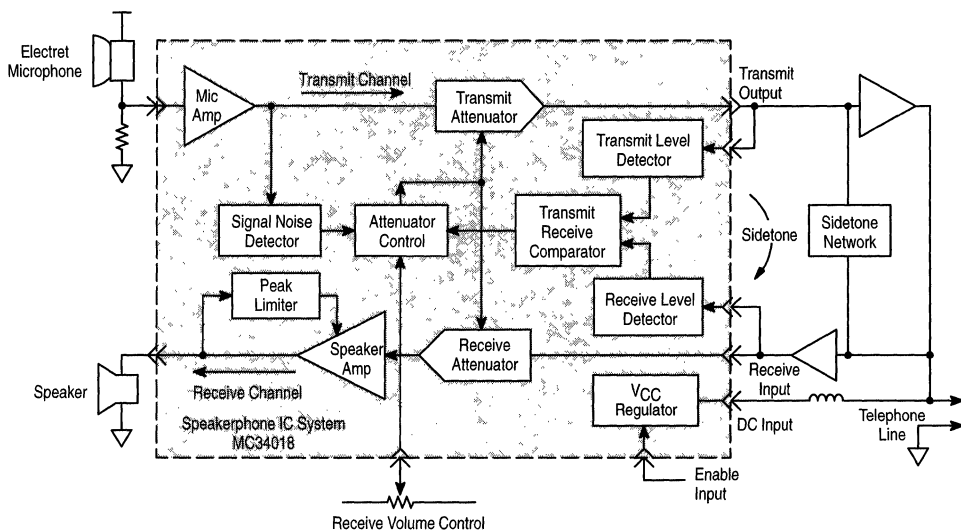 Electret
Microphone
Mic
Amp
Transmit Channel
Transmit
Attenuator
Transmit
Output
Transmit Level
Detector
Signal Noise
Detector
Attenuator
Control
Transmit
Receive
Comparator
Sidetone
Sidetone
Network
Peak
Limiter
Receive Level
Detector
Speaker
Speaker
Amp
Receive
Attenuator
Receive
Input
Receive Channel
Speakerphone IC System
MC34018
VCC
Regulator
DC Input
Telephone
Line
Enable
Input
Receive Volume Control